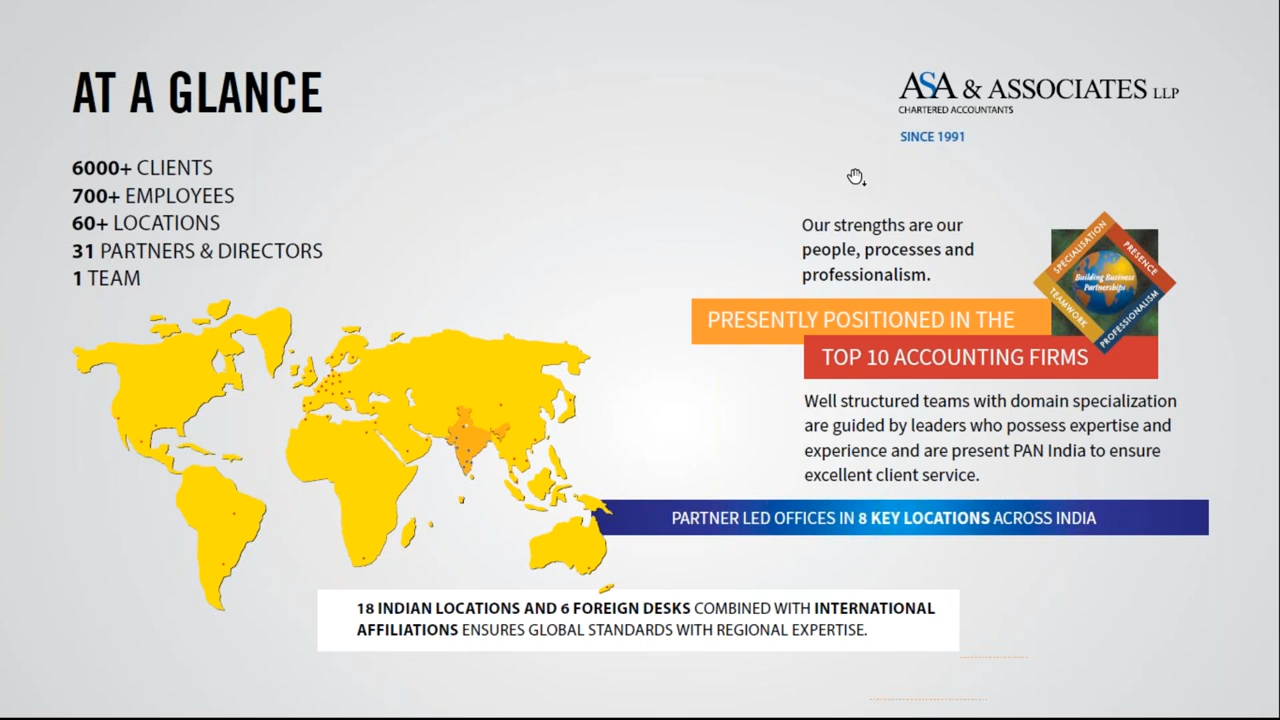 AT A GLANCE
ASA & ASSOCIATES LLP
CHARTERED ACCOUNTANTS
SINCE 1991
6000+ CLIENTS
700+ EMPLOYEES
60+ LOCATIONS
31 PARTNERS & DIRECTORS
1 TEAM
Our strengths are our
people, processes and
professionalism.
SPECIALISATION
PRESENCE
Building Business
Partnerships
TEAMWORK
PROFESSIONALISM
PRESENTLY POSITIONED IN THE
TOP 10 ACCOUNTING FIRMS
Well structured teams with domain specialization
are guided by leaders who possess expertise and
experience and are present PAN India to ensure
excellent client service.
PARTNER LED OFFICES IN 8 KEY LOCATIONS ACROSS INDIA
18 INDIAN LOCATIONS AND 6 FOREIGN DESKS COMBINED WITH INTERNATIONAL
AFFILIATIONS ENSURES GLOBAL STANDARDS WITH REGIONAL EXPERTISE.